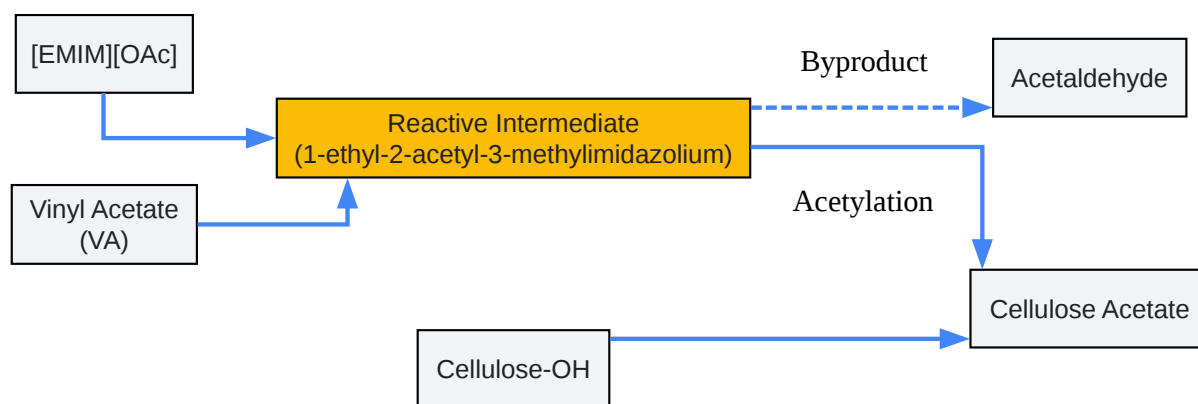 [EMIM][OAc]
Byproduct
Acetaldehyde
Reactive Intermediate
(1-ethyl-2-acetyl-3-methylimidazolium)
Vinyl Acetate
(VA)
Acetylation
Cellulose Acetate
Cellulose-OH